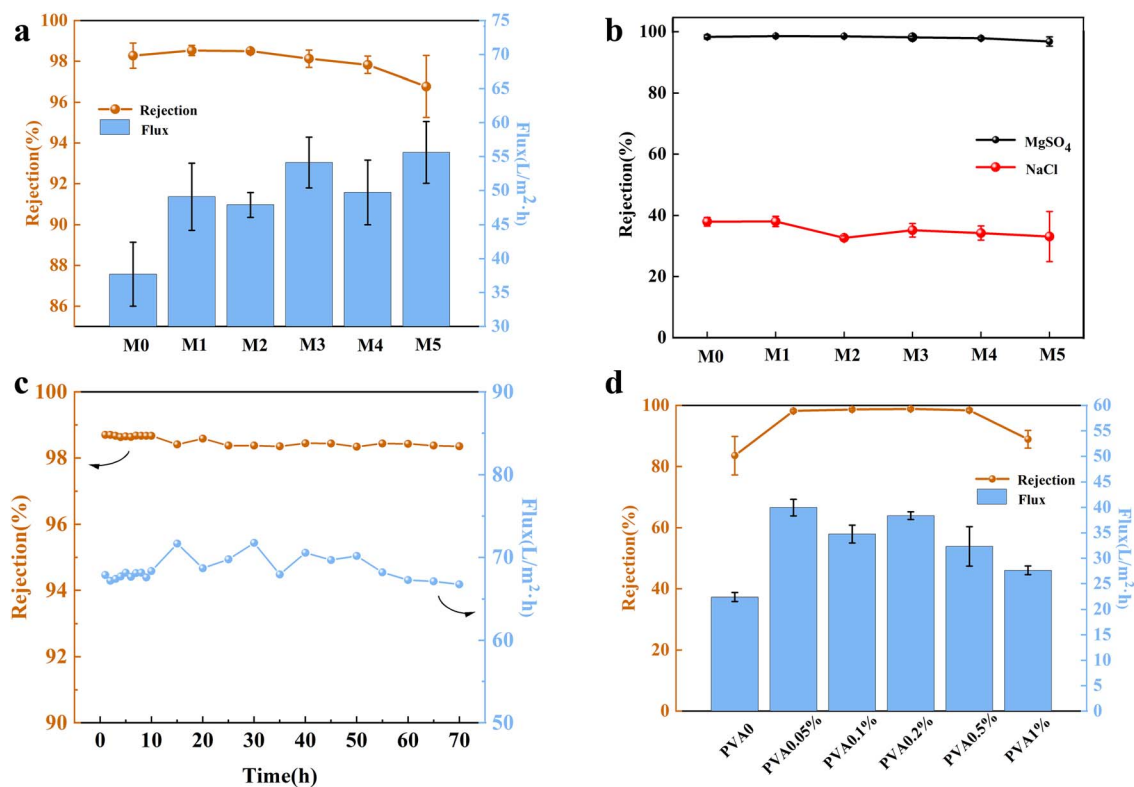 a
100
98
96
94
92
90
88
86
Rejection(%)
Rejection
Flux
75
70
65
60
55
50
45
40
35
30
Flux(L/m²·h)
M0 M1 M2 M3 M4 M5
b
100
80
60
40
20
0
Rejection(%)
MgSO₄
NaCl
M0 M1 M2 M3 M4 M5
c
100
98
96
94
92
90
Rejection(%)
90
80
70
60
50
Flux(L/m²·h)
0 10 20 30 40 50 60 70
Time(h)
d
100
80
60
40
20
0
Rejection(%)
Rejection
Flux
60
55
50
45
40
35
30
25
20
15
10
5
0
Flux(L/m²·h)
PVA0 PVA0.05% PVA0.1% PVA0.2% PVA0.5% PVA1%